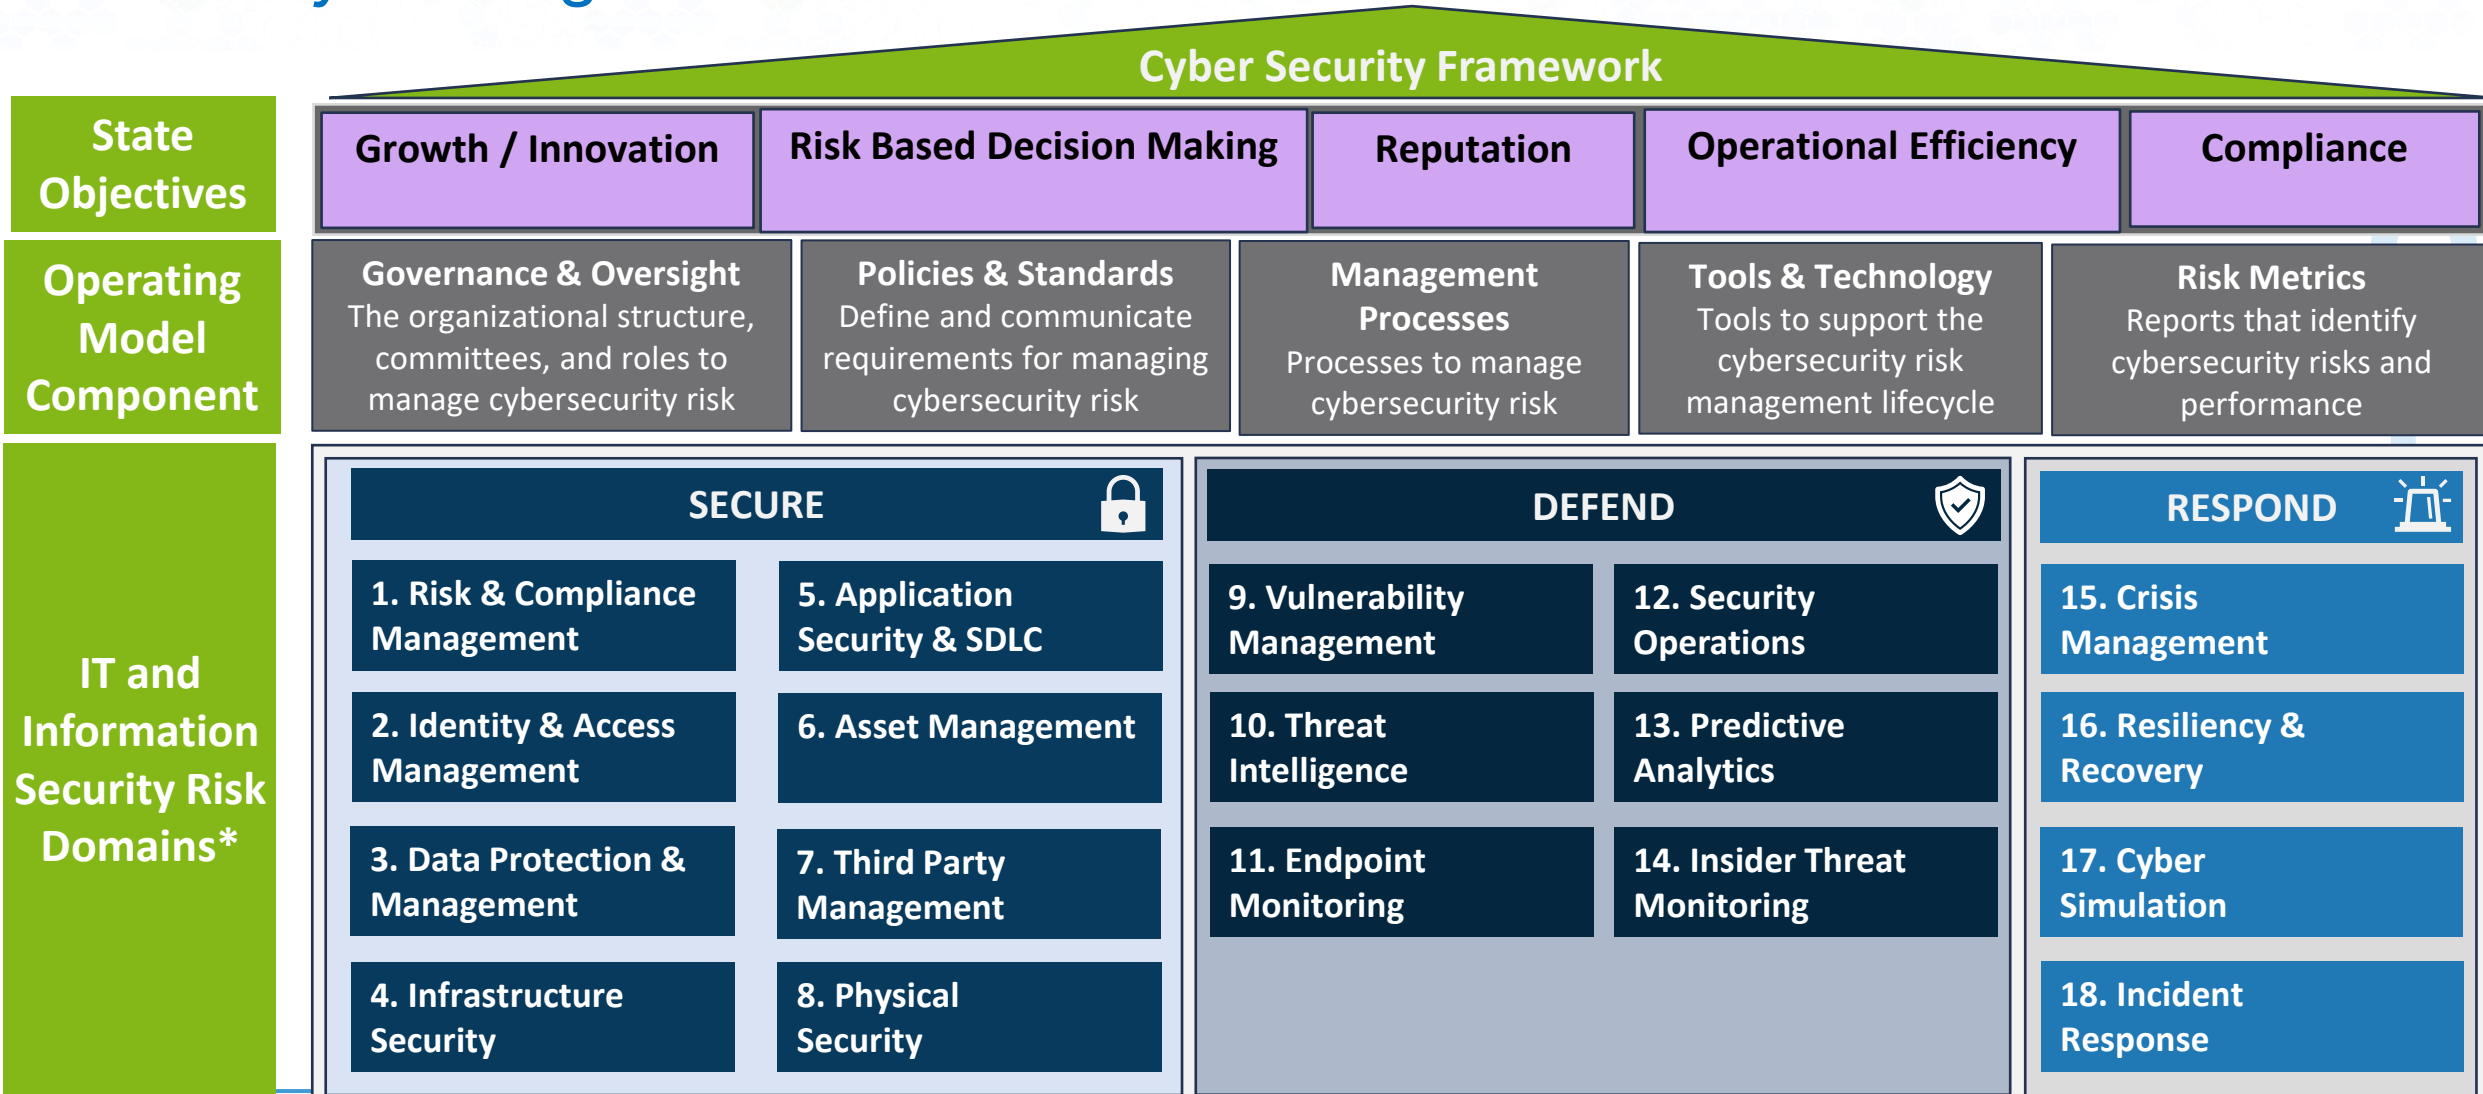 Cyber Security Framework
State
Objectives
Growth / Innovation
Risk Based Decision Making
Reputation
Operational Efficiency
Compliance
Operating
Model
Component
Governance & Oversight
The organizational structure,
committees, and roles to
manage cybersecurity risk
Policies & Standards
Define and communicate
requirements for managing
cybersecurity risk
Management
Processes
Processes to manage
cybersecurity risk
Tools & Technology
Tools to support the
cybersecurity risk
management lifecycle
Risk Metrics
Reports that identify
cybersecurity risks and
performance
IT and
Information
Security Risk
Domains*
SECURE
1. Risk & Compliance
Management
2. Identity & Access
Management
3. Data Protection &
Management
4. Infrastructure
Security
5. Application
Security & SDLC
6. Asset Management
7. Third Party
Management
8. Physical
Security
DEFEND
9. Vulnerability
Management
10. Threat
Intelligence
11. Endpoint
Monitoring
12. Security
Operations
13. Predictive
Analytics
14. Insider Threat
Monitoring
RESPOND
15. Crisis
Management
16. Resiliency &
Recovery
17. Cyber
Simulation
18. Incident
Response